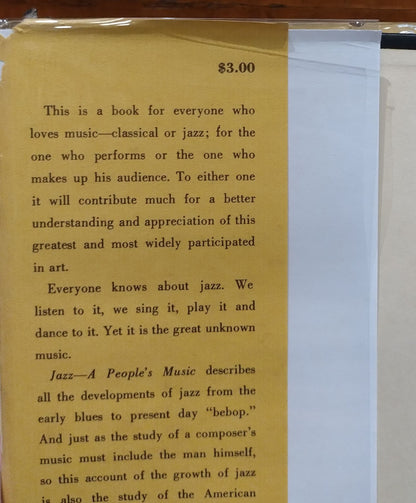 $3.00
This is a book for everyone who
loves music—classical or jazz; for the
one who performs or the one who
makes up his audience. To either one
it will contribute much for a better
understanding and appreciation of this
greatest and most widely participated
in art.
Everyone knows about jazz. We
listen to it, we sing it, play it and
dance to it. Yet it is the great unknown
music.
Jazz—A People's Music describes
all the developments of jazz from the
early blues to present day "bebop."
And just as the study of a composer's
music must include the man himself,
so this account of the growth of jazz
is also the study of the American